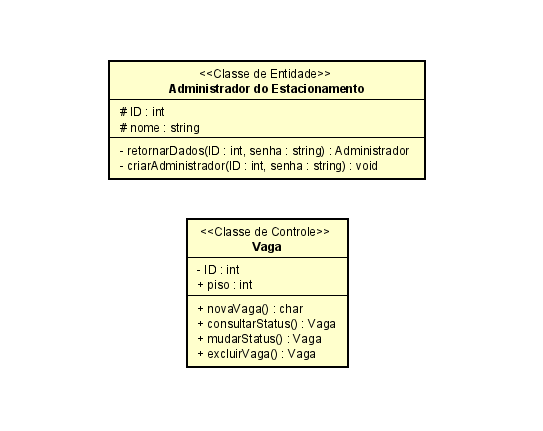 <<Classe de Entidade>>
Administrador do Estacionamento
# ID : int
# nome : string
- retornarDados(ID : int, senha : string) : Administrador
- criarAdministrador(ID : int, senha : string) : void
<<Classe de Controle>>
Vaga
- ID : int
+ piso : int
+ novaVaga() : char
+ consultarStatus() : Vaga
+ mudarStatus() : Vaga
+ excluirVaga() : Vaga